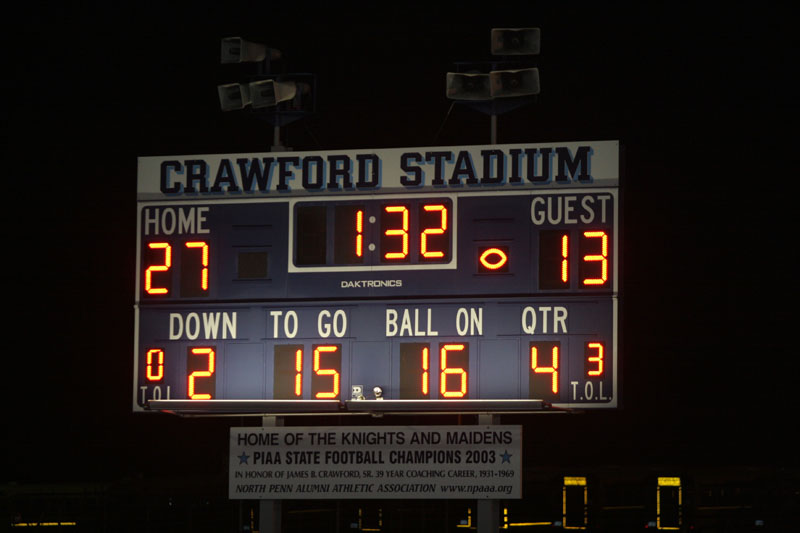 CRAWFORD STADIUM
HOME 1:32 GUEST
27 13
DAKTRONICS
DOWN TO GO BALL ON QTR
0 2 15 16 4 3
T.O.L. T.O.L.
HOME OF THE KNIGHTS AND MAIDENS
★ PIAA STATE FOOTBALL CHAMPIONS 2003 ★
IN HONOR OF JAMES B. CRAWFORD, SR. 39 YEAR COACHING CAREER, 1931-1969
NORTH PENN ALUMNI ATHLETIC ASSOCIATION www.npaaa.org